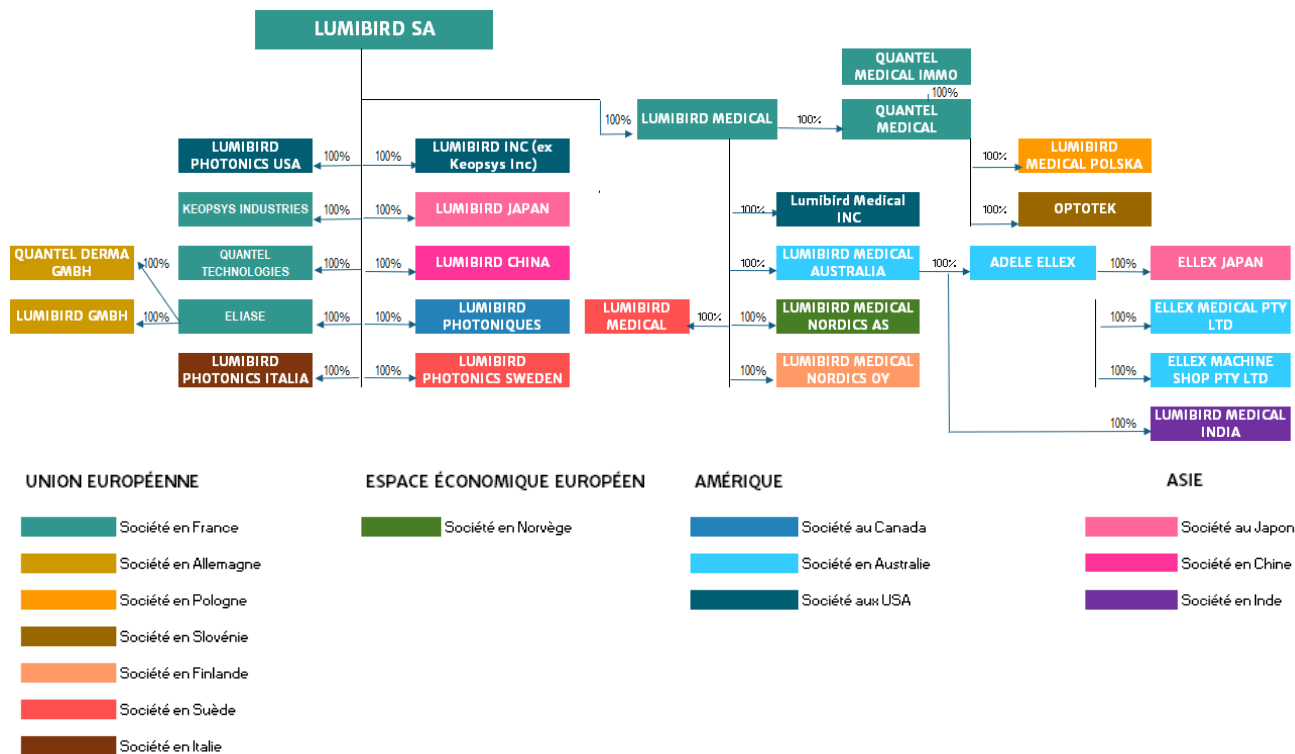 LUMIBIRD SA
QUANTEL
MEDICAL IMMO
100%
100%
LUMIBIRD MEDICAL
100%
QUANTEL
MEDICAL
LUMIBIRD
PHOTONICS USA
100%
100%
LUMIBIRD INC (ex
Keopsys Inc)
100%
LUMIBIRD
MEDICAL POLSKA
KEOPSYS INDUSTRIES
100%
100%
LUMIBIRD JAPAN
100%
Lumibird Medical
INC
100%
OPTOTEK
QUANTEL DERMA
GMBH
100%
QUANTEL
TECHNOLOGIES
100%
100%
LUMIBIRD CHINA
100%
LUMIBIRD MEDICAL
AUSTRALIA
100%
ADELE ELLEX
100%
ELLEX JAPAN
LUMIBIRD GMBH
100%
ELIASE
100%
100%
LUMIBIRD
PHOTONIQUES
LUMIBIRD
MEDICAL
100%
100%
LUMIBIRD MEDICAL
NORDICS AS
100%
ELLEX MEDICAL PTY
LTD
LUMIBIRD
PHOTONICS ITALIA
100%
100%
LUMIBIRD
PHOTONICS SWEDEN
100%
LUMIBIRD MEDICAL
NORDICS OY
100%
ELLEX MACHINE
SHOP PTY LTD
100%
LUMIBIRD MEDICAL
INDIA
UNION EUROPÉENNE
Société en France
Société en Allemagne
Société en Pologne
Société en Slovénie
Société en Finlande
Société en Suède
Société en Italie
ESPACE ÉCONOMIQUE EUROPÉEN
Société en Norvège
AMÉRIQUE
Société au Canada
Société en Australie
Société aux USA
ASIE
Société au Japon
Société en Chine
Société en Inde